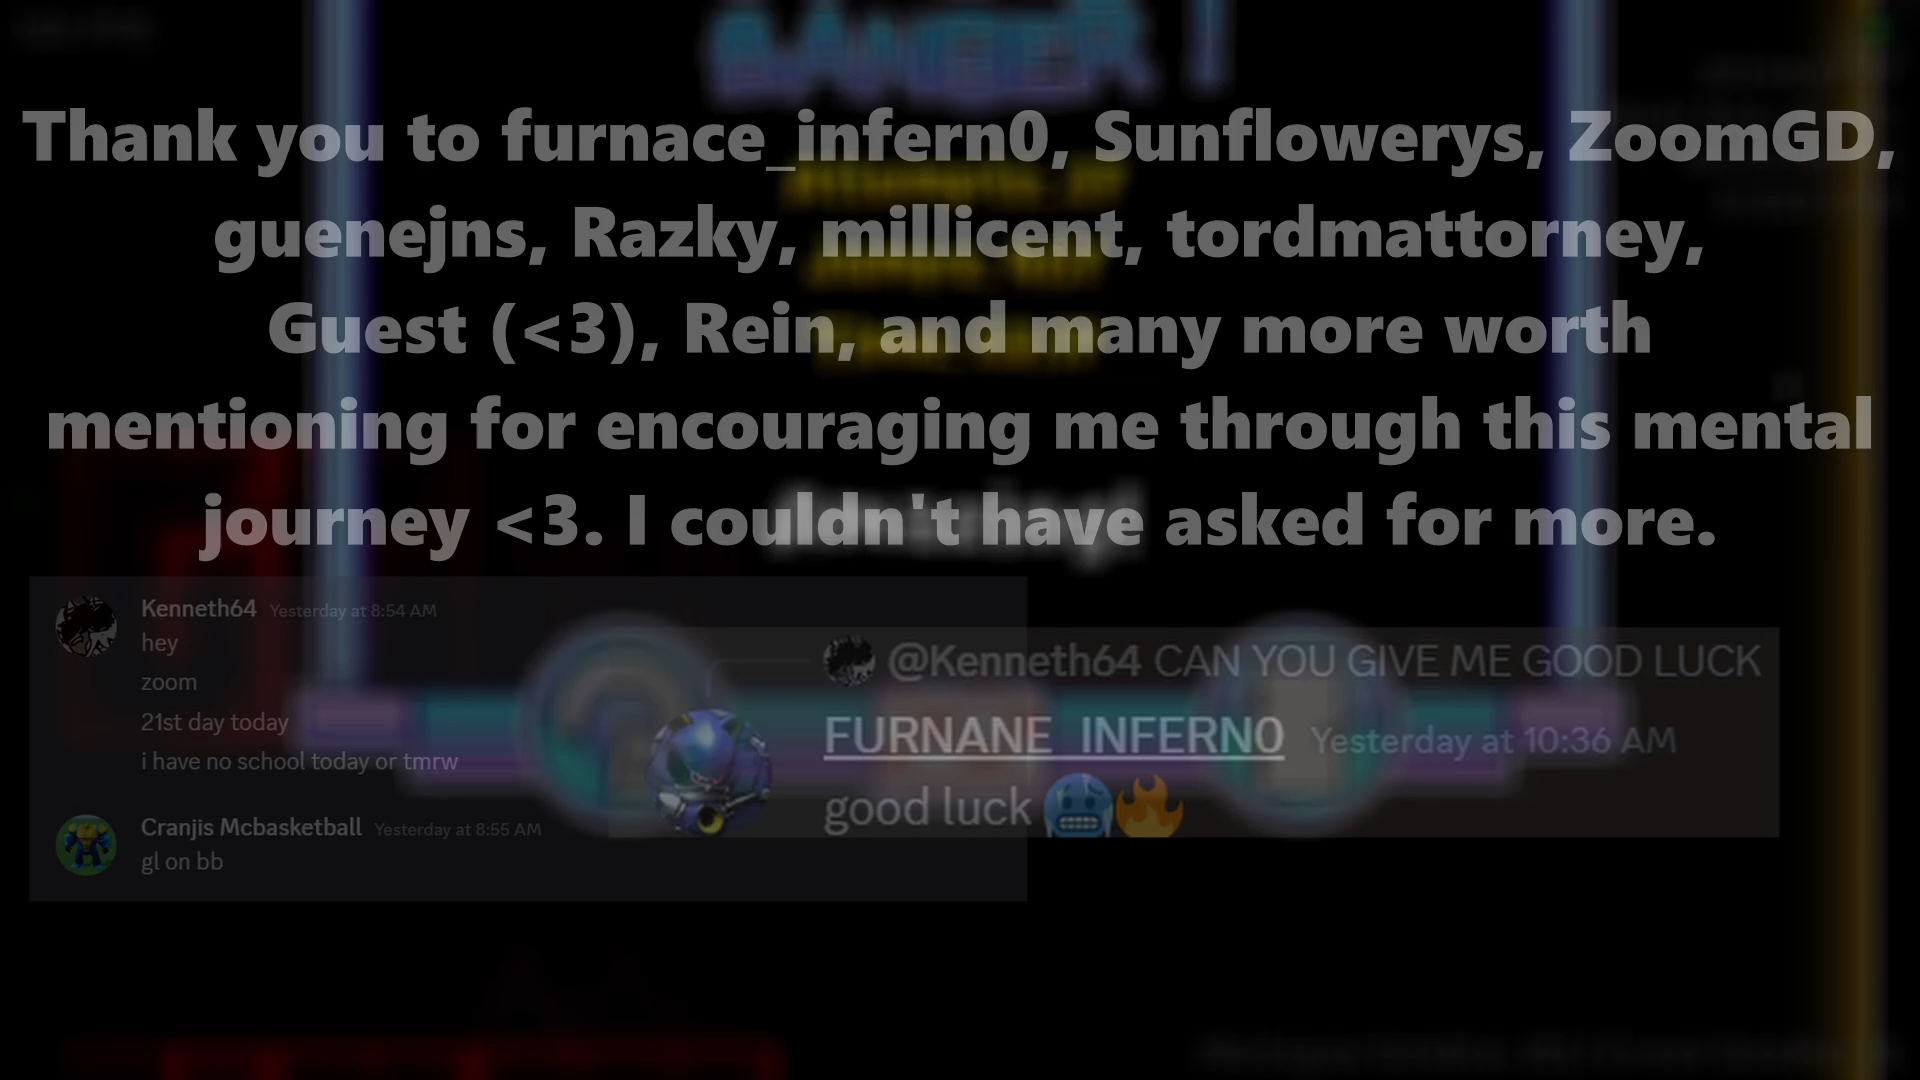 Thank you to furnace_infern0, Sunflowerys, ZoomGD,
guenejns, Razky, millicent, tordmattorney,
Guest (<3), Rein, and many more worth
mentioning for encouraging me through this mental
journey <3. I couldn't have asked for more.
Kenneth64 Yesterday at 8:54 AM
hey
zoom
21st day today
i have no school today or tmrw
Cranjis Mcbasketball Yesterday at 8:55 AM
gl on bb
@Kenneth64 CAN YOU GIVE ME GOOD LUCK
FURNANE_INFERN0 Yesterday at 10:36 AM
good luck 🥶🔥